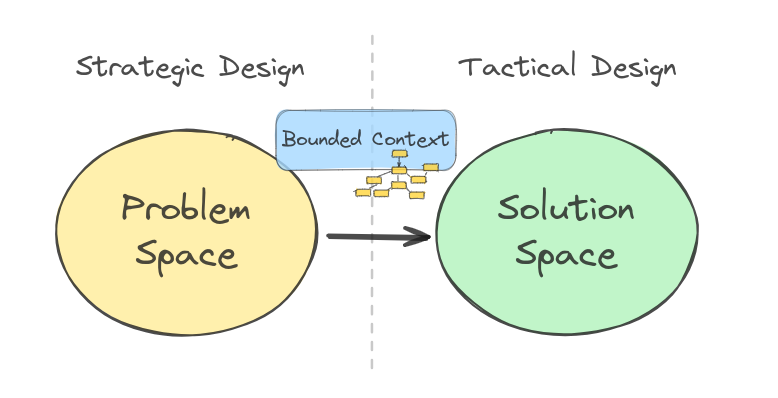 Strategic Design
Tactical Design
Bounded Context
Problem
Space
Solution
Space